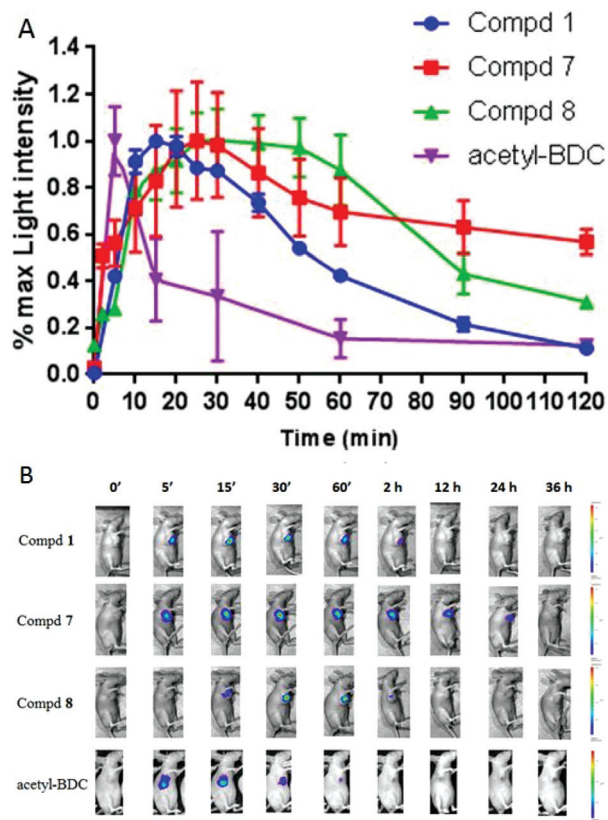 A
Compd 1
Compd 7
Compd 8
acetyl-BDC
% max Light intensity
1.4
1.2
1.0
0.8
0.6
0.4
0.2
0.0
0 10 20 30 40 50 60 70 80 90 100 110 120
Time (min)
B
0’ 5’ 15’ 30’ 60’ 2 h 12 h 24 h 36 h
Compd 1
Compd 7
Compd 8
acetyl-BDC